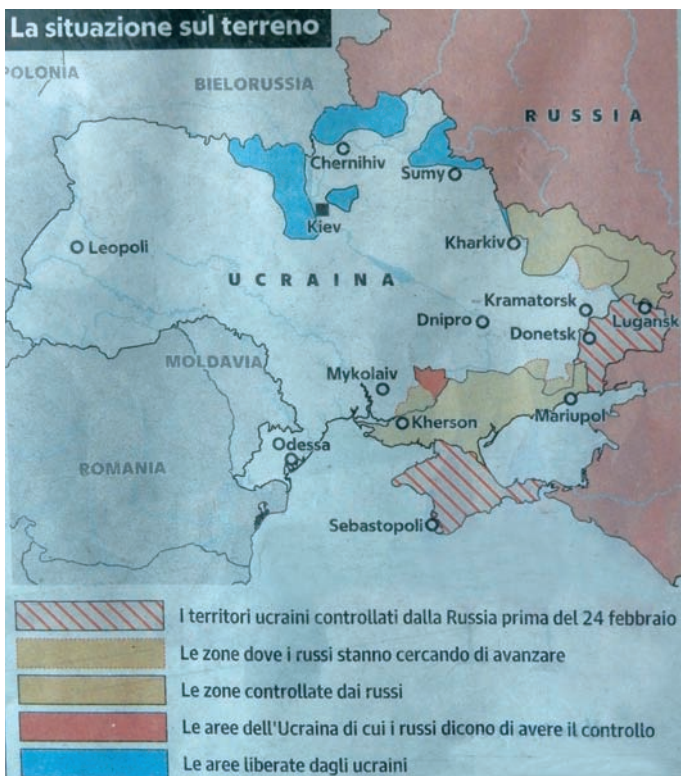 La situazione sul terreno
POLONIA
BIELORUSSIA
RUSSIA
Chernihiv
Sumy
Kiev
Leopoli
Kharkiv
UCRAINA
Kramatorsk
Dnipro
Lugansk
Donetsk
MOLDAVIA
Mykolaiv
Mariupol
Kherson
Odessa
ROMANIA
Sebastopoli
I territori ucraini controllati dalla Russia prima del 24 febbraio
Le zone dove i russi stanno cercando di avanzare
Le zone controllate dai russi
Le aree dell'Ucraina di cui i russi dicono di avere il controllo
Le aree liberate dagli ucraini